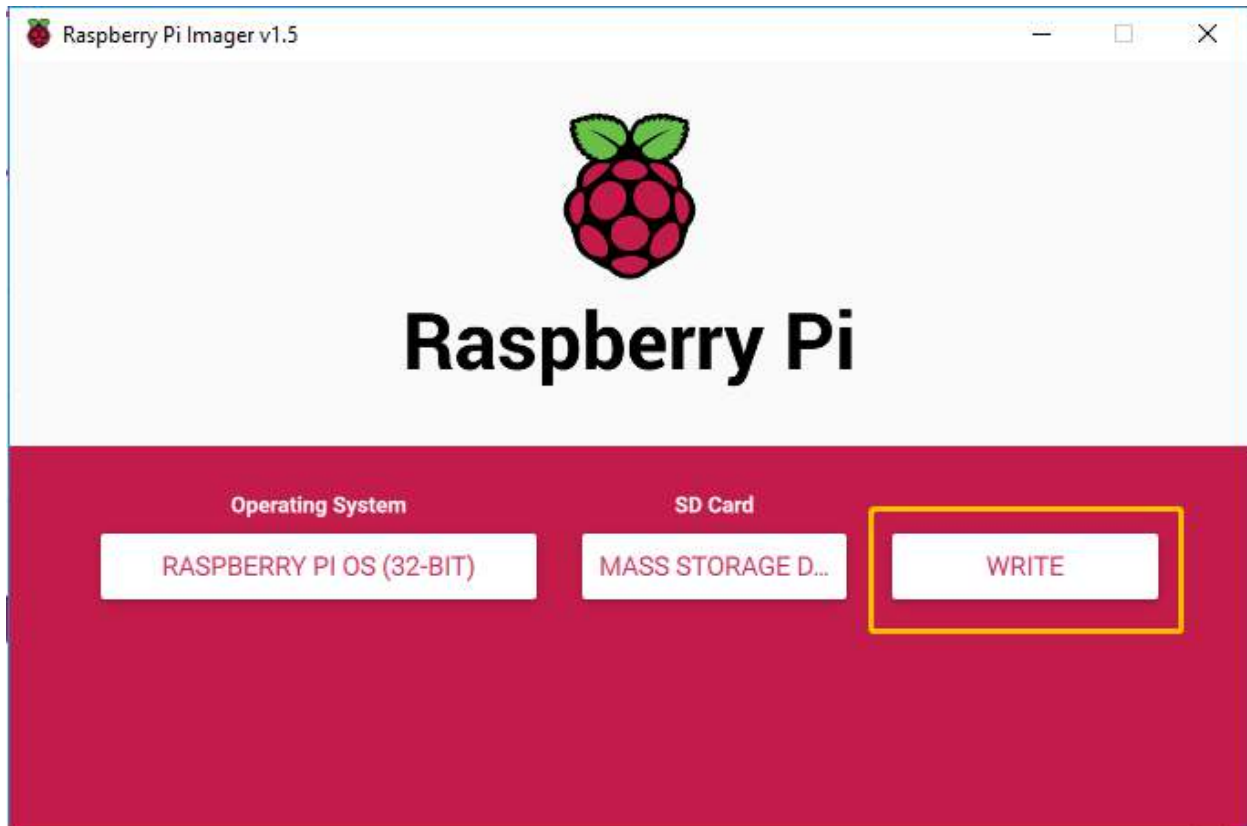 Raspberry Pi Imager v1.5
Raspberry Pi
Operating System
SD Card
RASPBERRY PI OS (32-BIT)
MASS STORAGE D...
WRITE